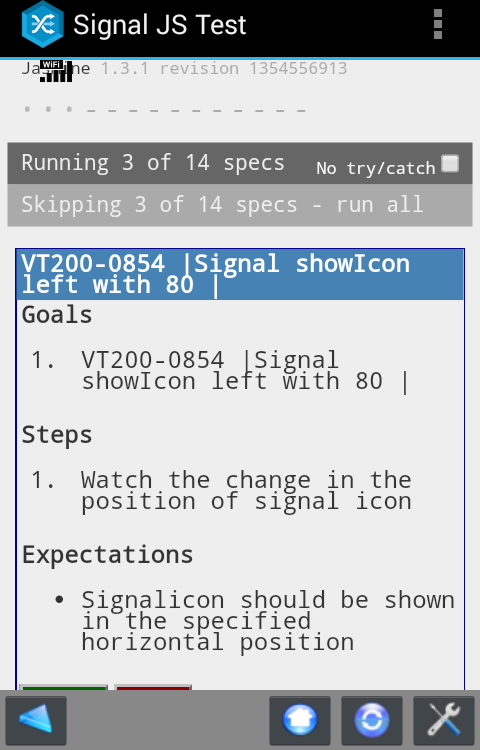 Signal JS Test
WiFi
Jasmine 1.3.1 revision 1354556913
Running 3 of 14 specs
No try/catch
Skipping 3 of 14 specs - run all
VT200-0854 |Signal showIcon
left with 80 |
Goals
1. VT200-0854 |Signal
showIcon left with 80 |
Steps
1. Watch the change in the
position of signal icon
Expectations
• Signalicon should be shown
in the specified
horizontal position